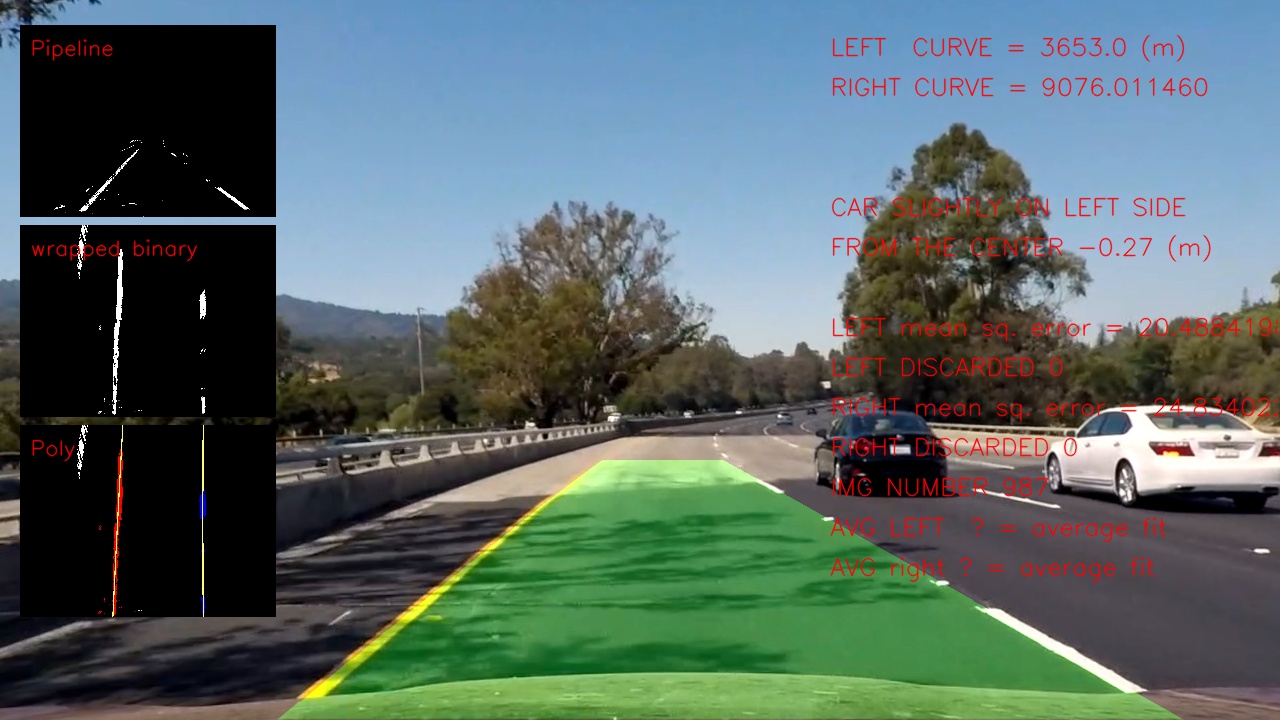 Pipeline
wrapped binary
Poly
LEFT CURVE = 3653.0 (m)
RIGHT CURVE = 9076.011460
CAR SLIGHTLY ON LEFT SIDE
FROM THE CENTER -0.27 (m)
LEFT mean sq. error = 20.488419
LEFT DISCARDED 0
RIGHT mean sq. error = 24.83402
RIGHT DISCARDED 0
IMG NUMBER 987
AVG LEFT ? = average fit
AVG right ? = average fit